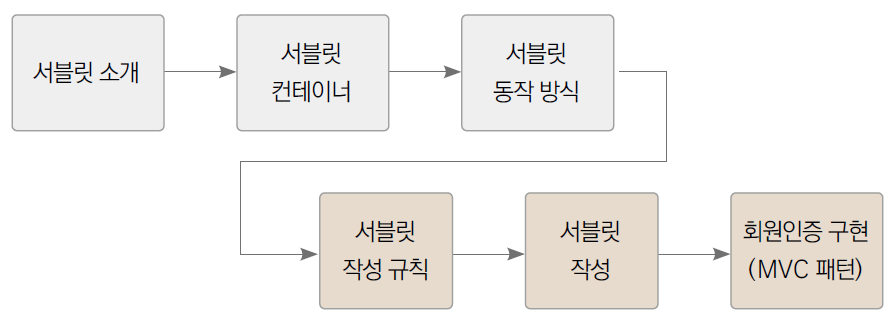 서블릿 소개
서블릿
컨테이너
서블릿
동작 방식
서블릿
작성 규칙
서블릿
작성
회원인증 구현
(MVC 패턴)